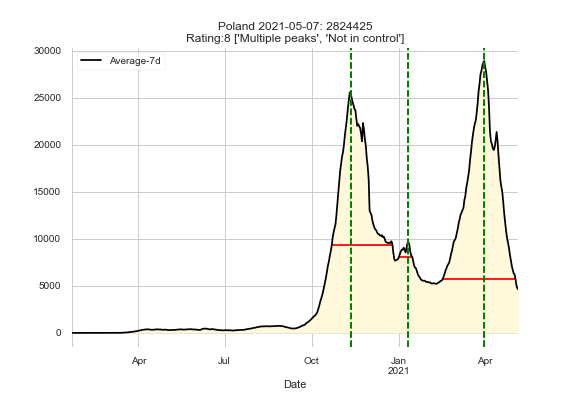 Poland 2021-05-07: 2824425
Rating:8 ['Multiple peaks', 'Not in control']
Average-7d
30000
25000
20000
15000
10000
5000
0
Apr
Jul
Oct
Jan
2021
Apr
Date